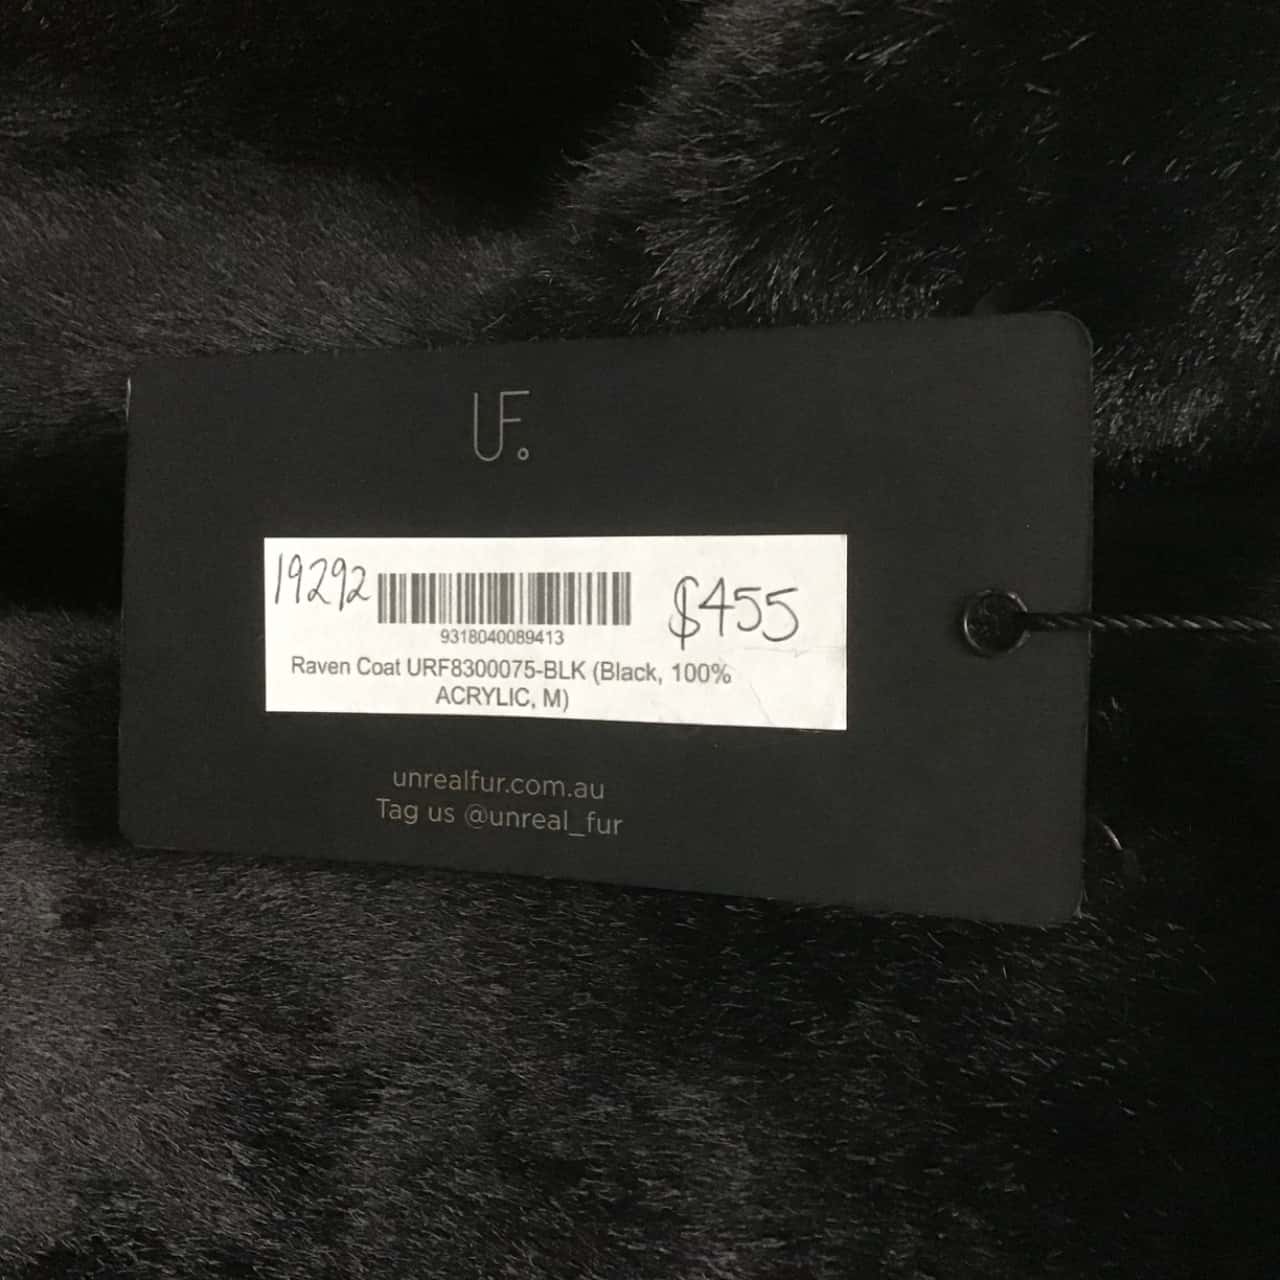 UF.
19292
$455
9318040089413
Raven Coat URF8300075-BLK (Black, 100%
ACRYLIC, M)
unrealfur.com.au
Tag us @unreal_fur